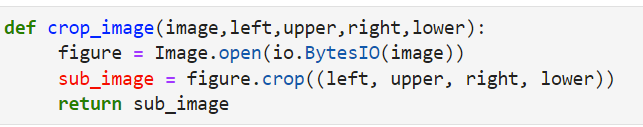 def crop_image(image,left,upper,right,lower):
    figure = Image.open(io.BytesIO(image))
    sub_image = figure.crop((left, upper, right, lower))
    return sub_image